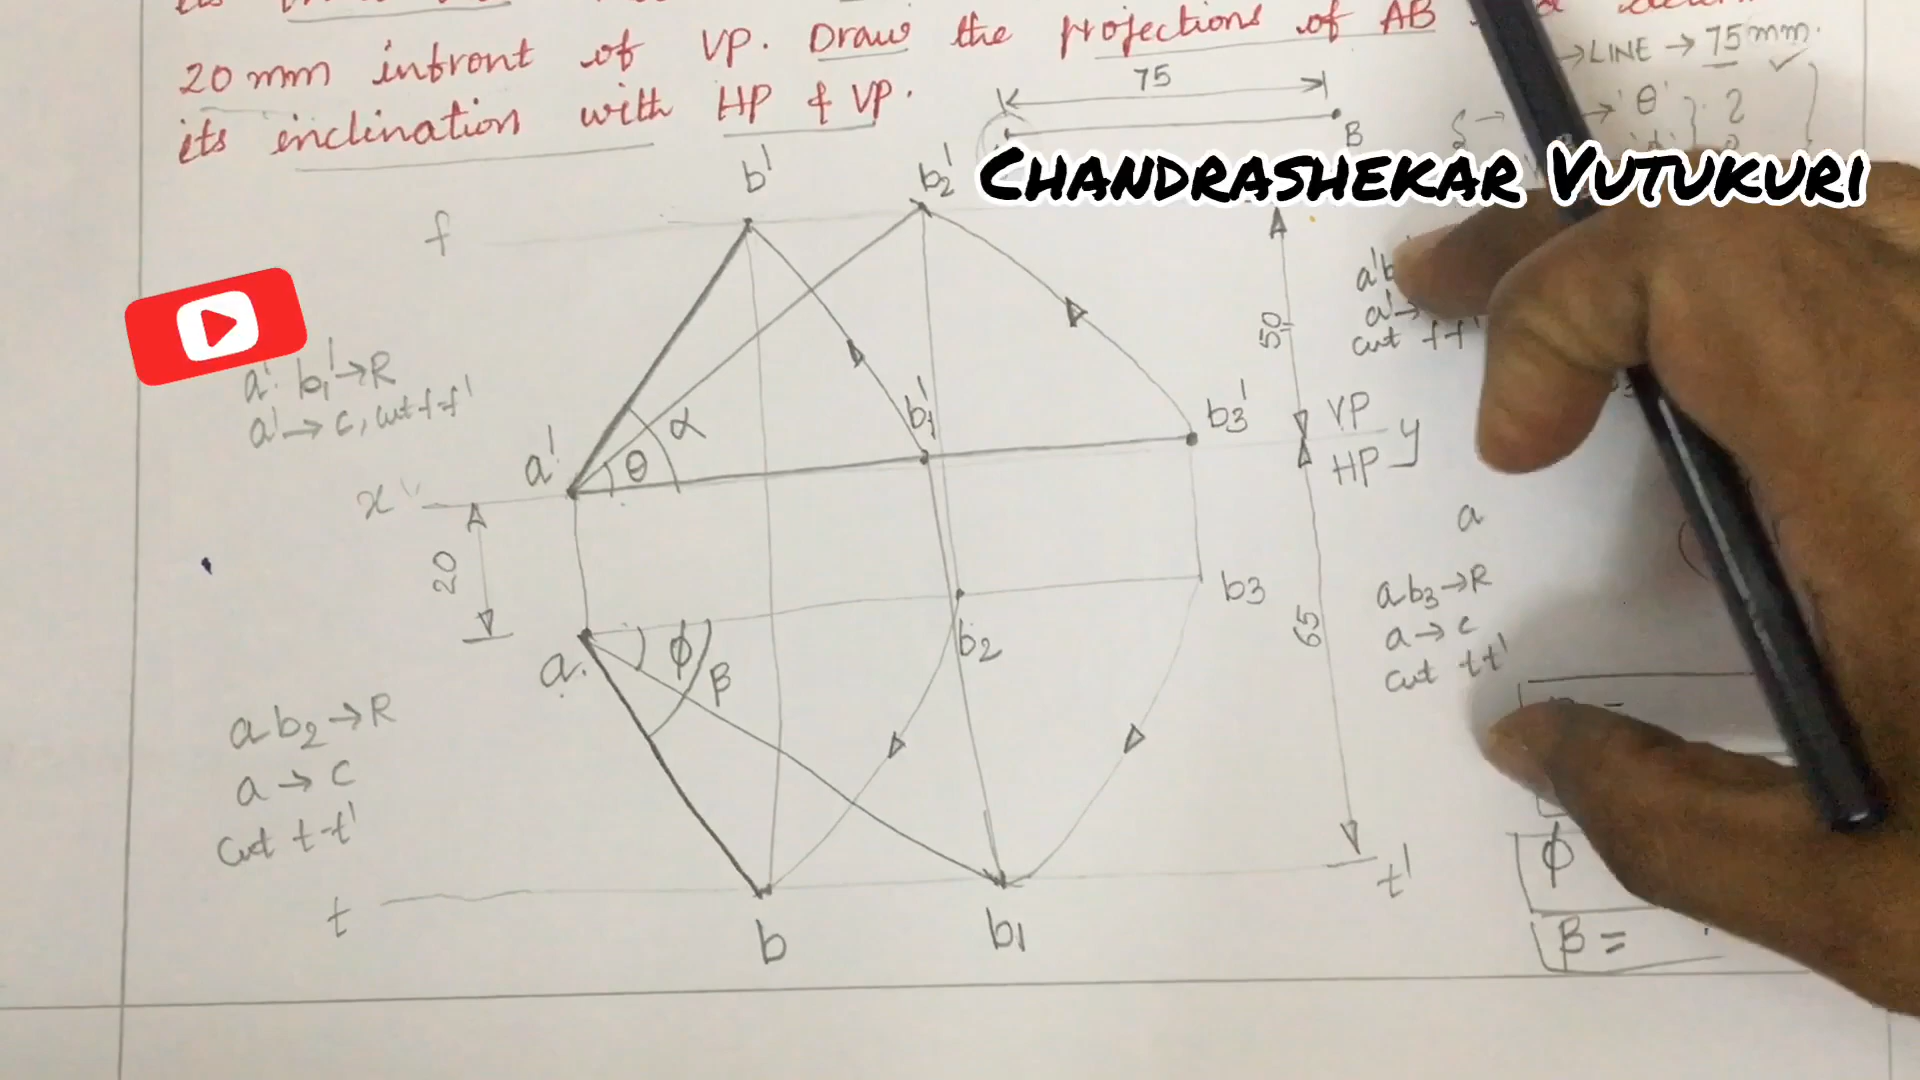 20 mm infront of VP. Draw the projections of AB
its inclination with HP & VP.
→LINE → 75 mm.
75
→ 'θ' } ?
B
CHANDRASHEKAR VUTUKURI
b'
b2'
f
50
a'b
a'→
cut f-f'
a' b1' → R
a' → C, cut f-f'
b1'
b3'
α
θ
a'
x
VP
HP
y
20
a
b3
b2
65
ab3 → R
a → c
cut tt'
a
φ
β
ab2 → R
a → C
Cut t-t'
φ
t
t'
b
b1
β =